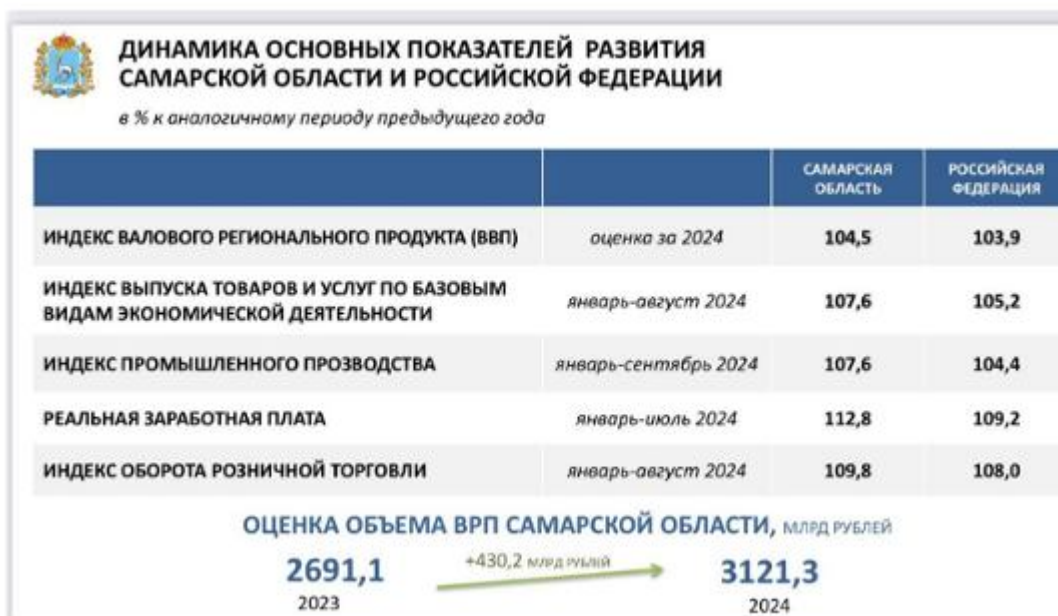 ДИНАМИКА ОСНОВНЫХ ПОКАЗАТЕЛЕЙ РАЗВИТИЯ
САМАРСКОЙ ОБЛАСТИ И РОССИЙСКОЙ ФЕДЕРАЦИИ
в % к аналогичному периоду предыдущего года
САМАРСКАЯ ОБЛАСТЬ РОССИЙСКАЯ ФЕДЕРАЦИЯ
ИНДЕКС ВАЛОВОГО РЕГИОНАЛЬНОГО ПРОДУКТА (ВВП) оценка за 2024 104,5 103,9
ИНДЕКС ВЫПУСКА ТОВАРОВ И УСЛУГ ПО БАЗОВЫМ
ВИДАМ ЭКОНОМИЧЕСКОЙ ДЕЯТЕЛЬНОСТИ январь-август 2024 107,6 105,2
ИНДЕКС ПРОМЫШЛЕННОГО ПРОЗВОДСТВА январь-сентябрь 2024 107,6 104,4
РЕАЛЬНАЯ ЗАРАБОТНАЯ ПЛАТА январь-июль 2024 112,8 109,2
ИНДЕКС ОБОРОТА РОЗНИЧНОЙ ТОРГОВЛИ январь-август 2024 109,8 108,0
ОЦЕНКА ОБЪЕМА ВРП САМАРСКОЙ ОБЛАСТИ, МЛРД РУБЛЕЙ
2691,1 +430,2 МЛРД РУБЛЕЙ 3121,3
2023 2024